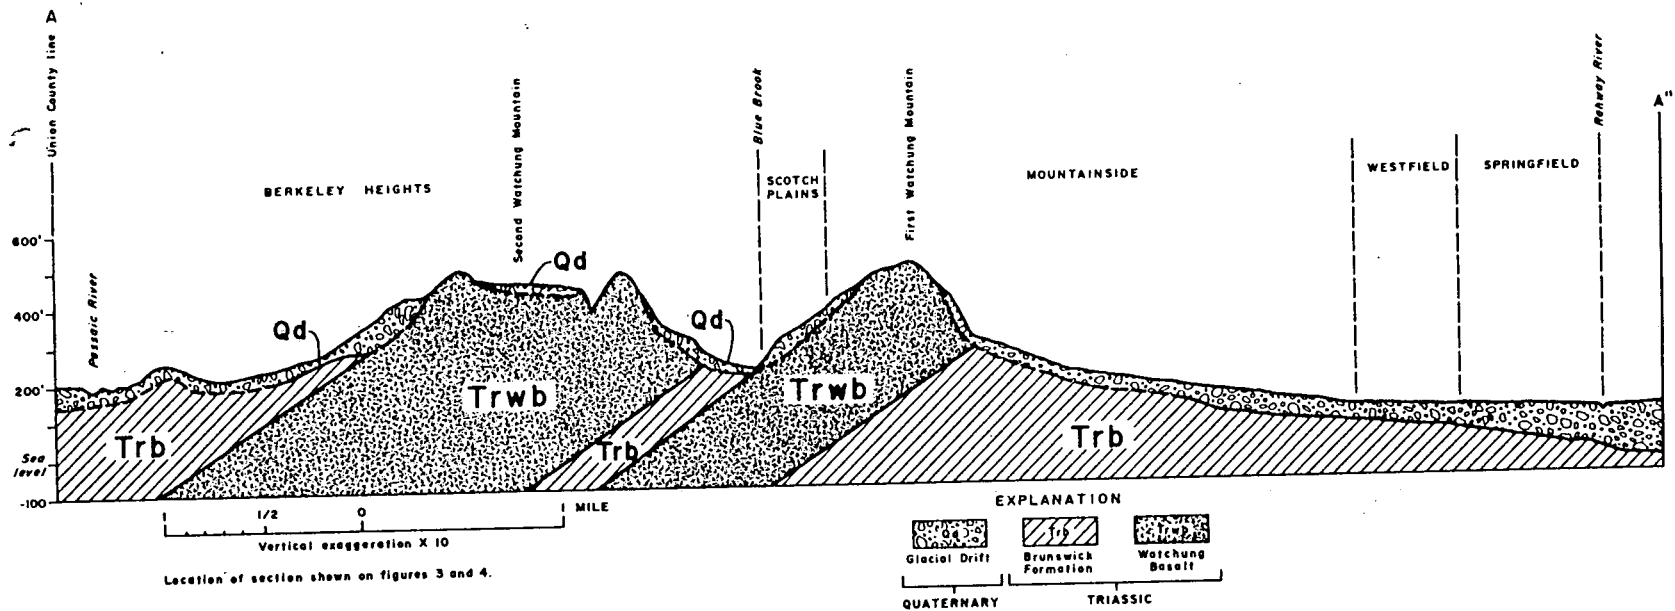 A
Union County line
Passaic River
BERKELEY HEIGHTS
Second Watchung Mountain
Blue Brook
SCOTCH
PLAINS
First Watchung Mountain
MOUNTAINSIDE
WESTFIELD
SPRINGFIELD
Rahway River
A"
600'
400'
200'
Sea
level
-100
Qd
Qd
Qd
Trb
Trwb
Trb
Trwb
Trb
1 1/2 0 1 MILE
Vertical exaggeration X 10
Location of section shown on figures 3 and 4.
EXPLANATION
Qd
Trb
Trwb
Glacial Drift
Brunswick
Formation
Watchung
Basalt
QUATERNARY
TRIASSIC